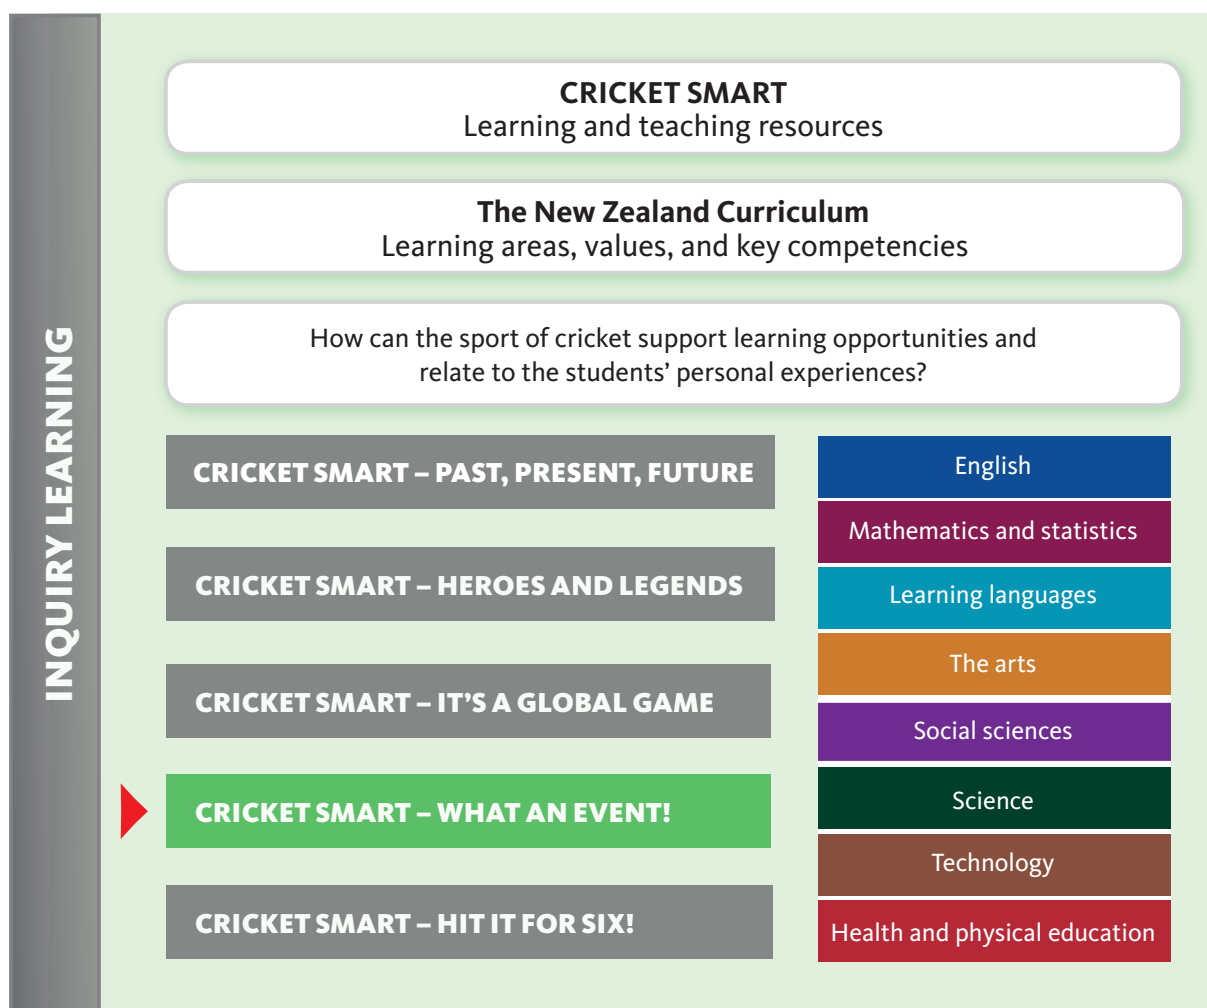 INQUIRY LEARNING
CRICKET SMART
Learning and teaching resources
The New Zealand Curriculum
Learning areas, values, and key competencies
How can the sport of cricket support learning opportunities and
relate to the students’ personal experiences?
CRICKET SMART – PAST, PRESENT, FUTURE
CRICKET SMART – HEROES AND LEGENDS
CRICKET SMART – IT’S A GLOBAL GAME
CRICKET SMART – WHAT AN EVENT!
CRICKET SMART – HIT IT FOR SIX!
English
Mathematics and statistics
Learning languages
The arts
Social sciences
Science
Technology
Health and physical education